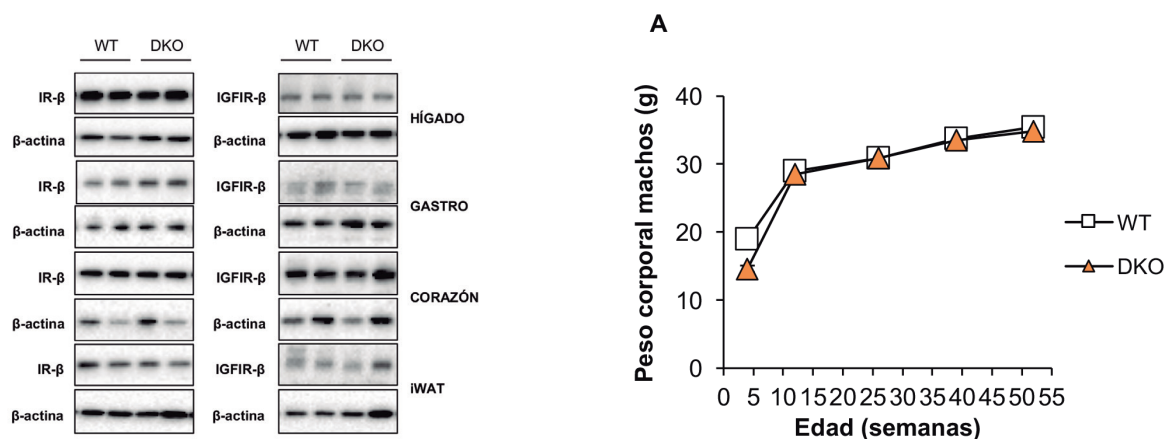 WT DKO
IR-β
β-actina
IR-β
β-actina
IR-β
β-actina
IR-β
β-actina
WT DKO
IGFIR-β
β-actina
IGFIR-β
β-actina
IGFIR-β
β-actina
IGFIR-β
β-actina
HÍGADO
GASTRO
CORAZÓN
iWAT
A
Peso corporal machos (g)
40
30
20
10
0
0 5 10 15 20 25 30 35 40 45 50 55
Edad (semanas)
WT
DKO